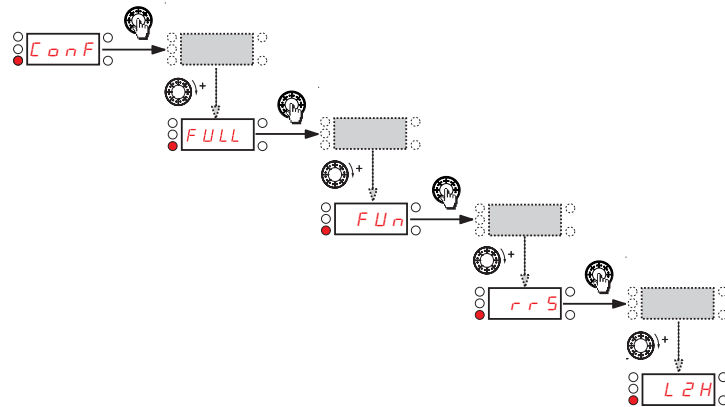 ConF
+
FULL
+
FUn
+
rrS
+
L2H